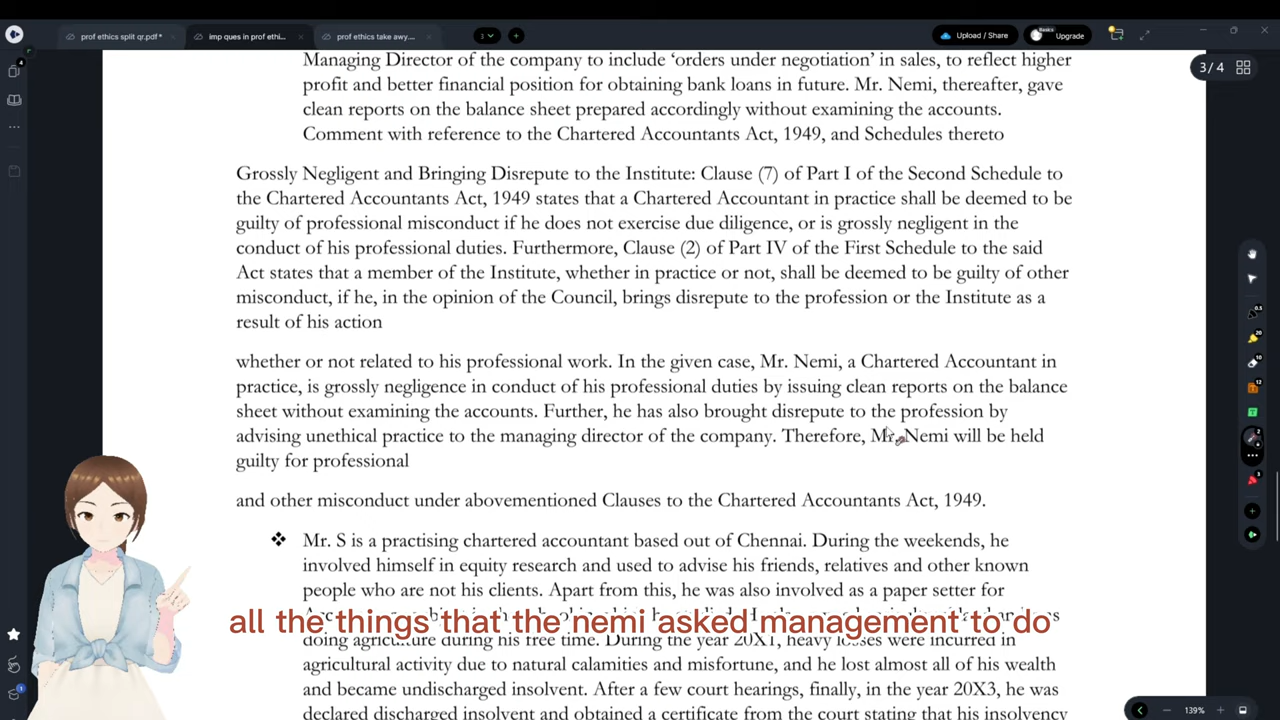 prof ethics split qr.pdf* ×
imp ques in prof ethi... ×
prof ethics take awy.... ×
3
+
Upload / Share
Basics
Upgrade
3 / 4
Managing Director of the company to include ‘orders under negotiation’ in sales, to reflect higher
profit and better financial position for obtaining bank loans in future. Mr. Nemi, thereafter, gave
clean reports on the balance sheet prepared accordingly without examining the accounts.
Comment with reference to the Chartered Accountants Act, 1949, and Schedules thereto
Grossly Negligent and Bringing Disrepute to the Institute: Clause (7) of Part I of the Second Schedule to
the Chartered Accountants Act, 1949 states that a Chartered Accountant in practice shall be deemed to be
guilty of professional misconduct if he does not exercise due diligence, or is grossly negligent in the
conduct of his professional duties. Furthermore, Clause (2) of Part IV of the First Schedule to the said
Act states that a member of the Institute, whether in practice or not, shall be deemed to be guilty of other
misconduct, if he, in the opinion of the Council, brings disrepute to the profession or the Institute as a
result of his action
whether or not related to his professional work. In the given case, Mr. Nemi, a Chartered Accountant in
practice, is grossly negligence in conduct of his professional duties by issuing clean reports on the balance
sheet without examining the accounts. Further, he has also brought disrepute to the profession by
advising unethical practice to the managing director of the company. Therefore, Mr. Nemi will be held
guilty for professional
and other misconduct under abovementioned Clauses to the Chartered Accountants Act, 1949.
❖ Mr. S is a practising chartered accountant based out of Chennai. During the weekends, he
involved himself in equity research and used to advise his friends, relatives and other known
people who are not his clients. Apart from this, he was also involved as a paper setter for
all the things that the nemi asked management to do
doing agriculture during his free time. During the year 20X1, heavy losses were incurred in
agricultural activity due to natural calamities and misfortune, and he lost almost all of his wealth
and became undischarged insolvent. After a few court hearings, finally, in the year 20X3, he was
declared discharged insolvent and obtained a certificate from the court stating that his insolvency
139%